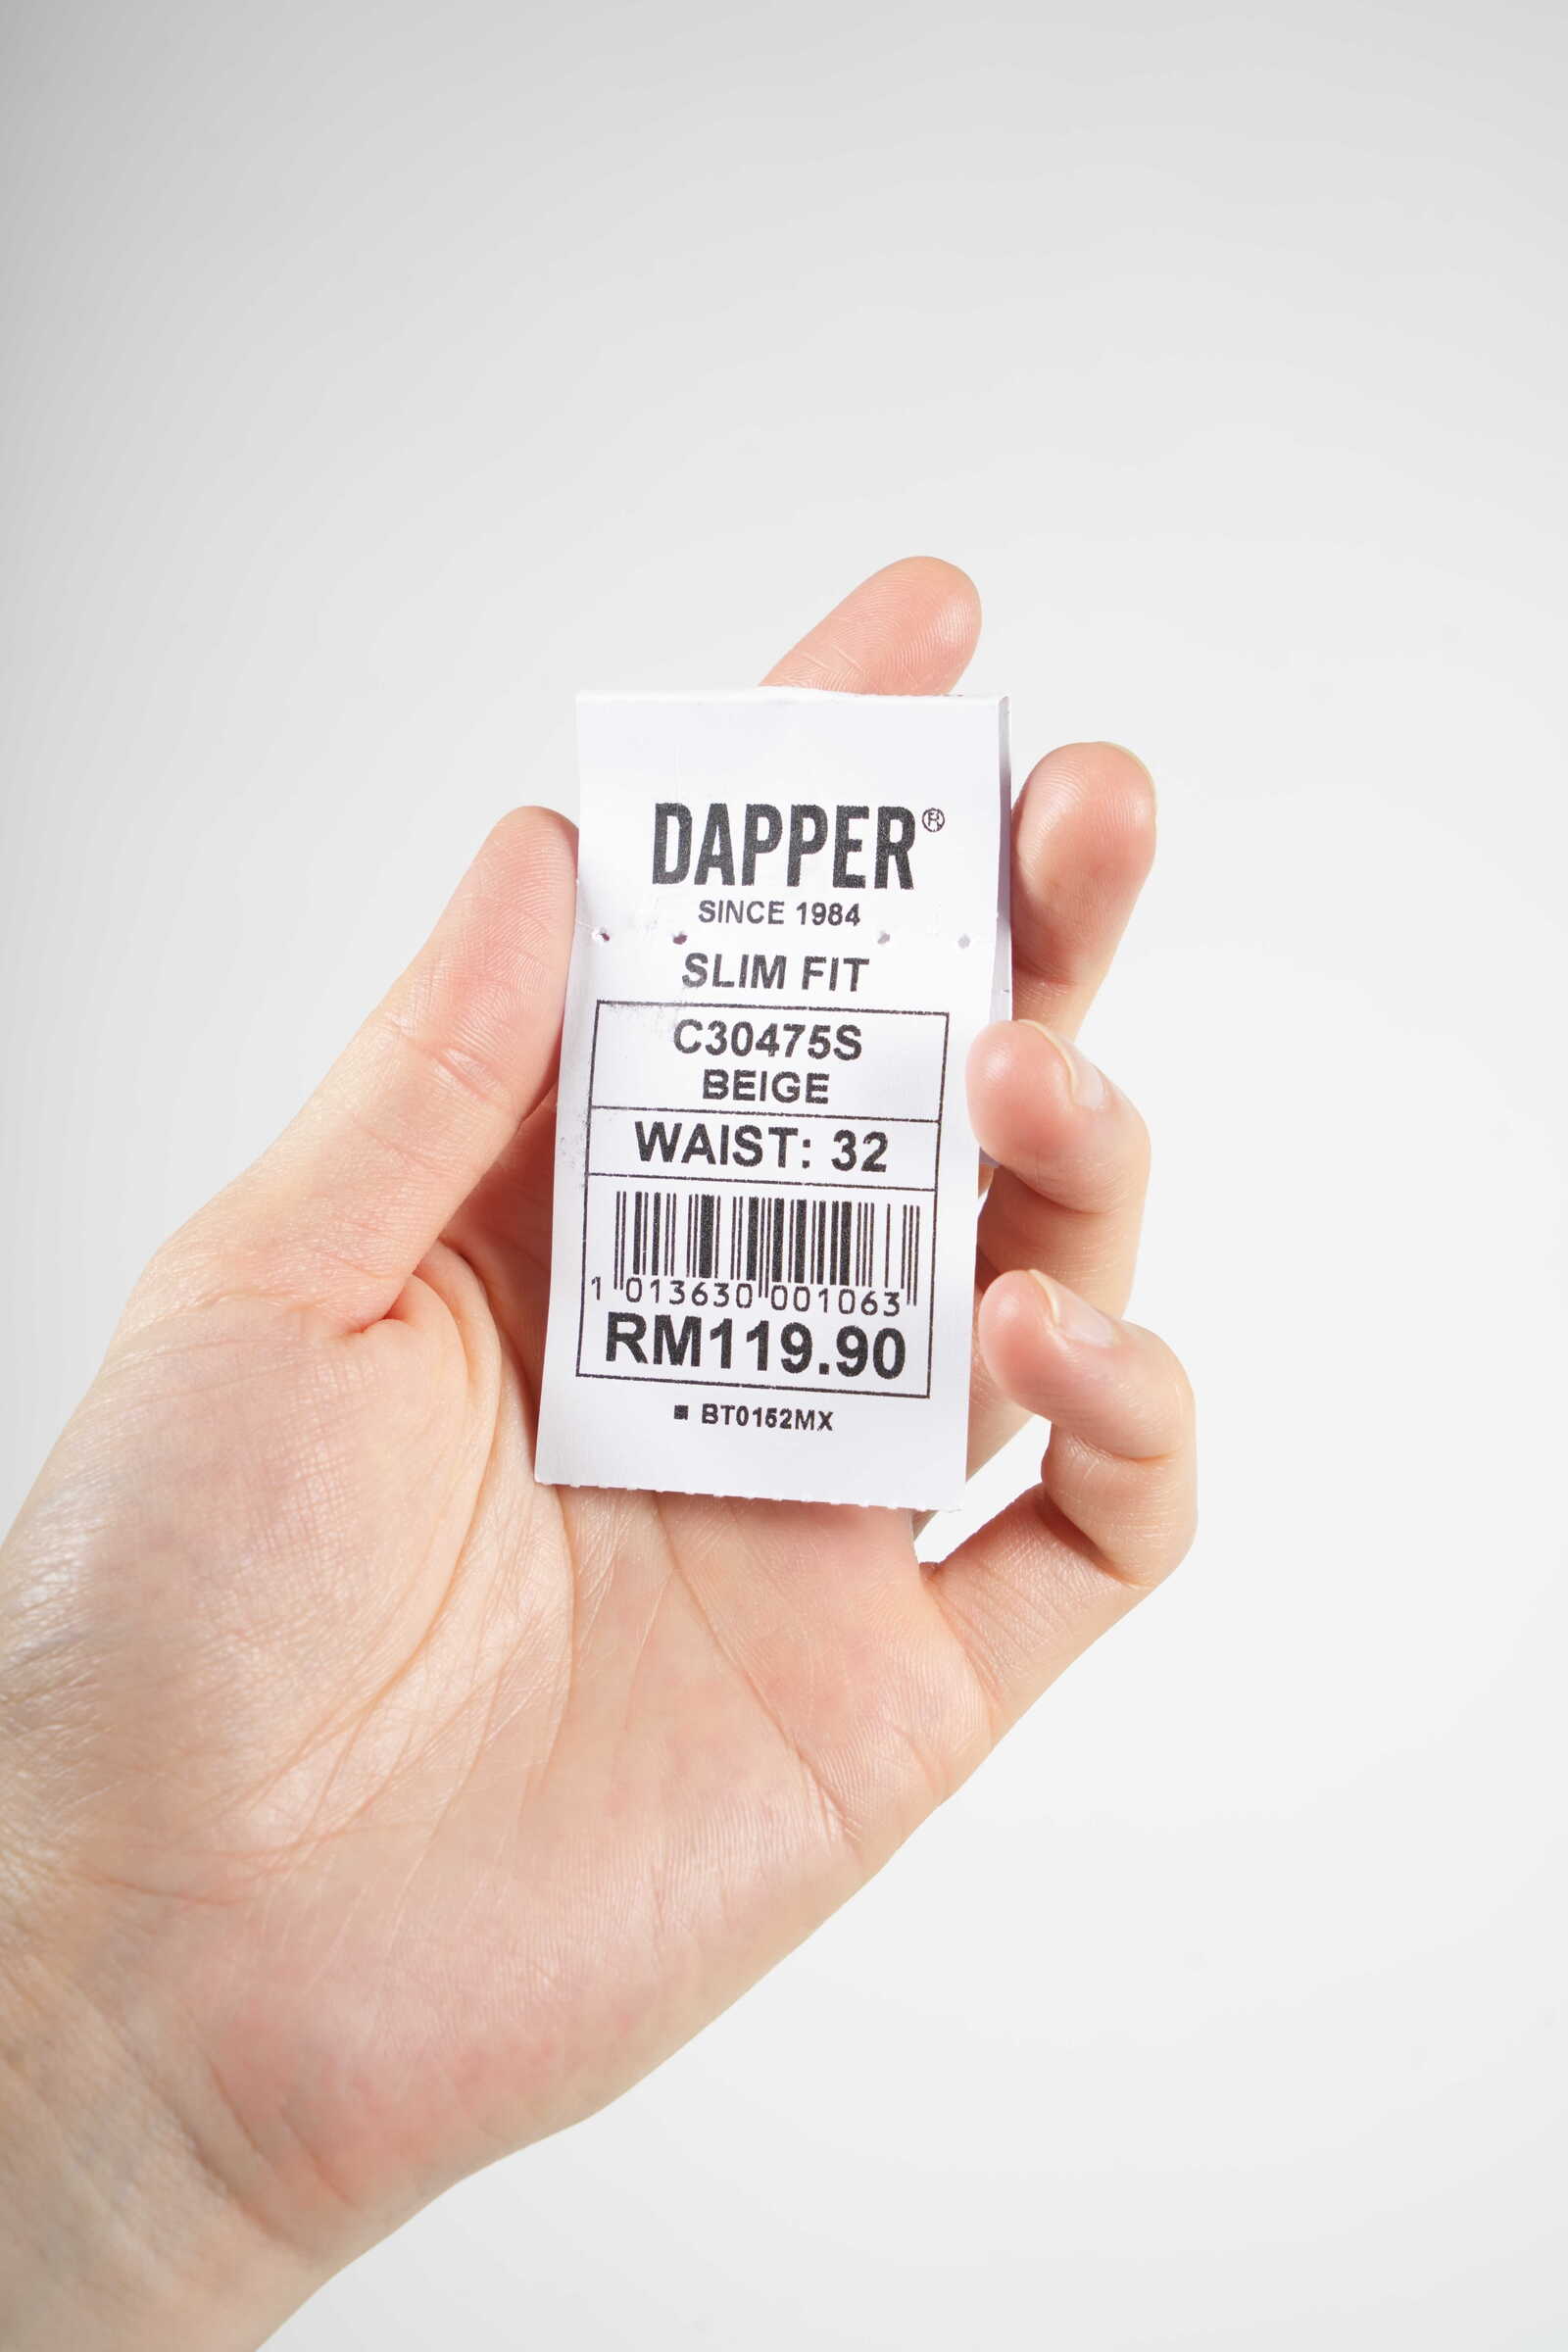 DAPPER®
SINCE 1984
SLIM FIT
C30475S
BEIGE
WAIST: 32
1 013630 001063
RM119.90
BT0152MX